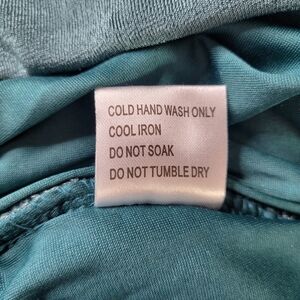 COLD HAND WASH ONLY
COOL IRON
DO NOT SOAK
DO NOT TUMBLE DRY